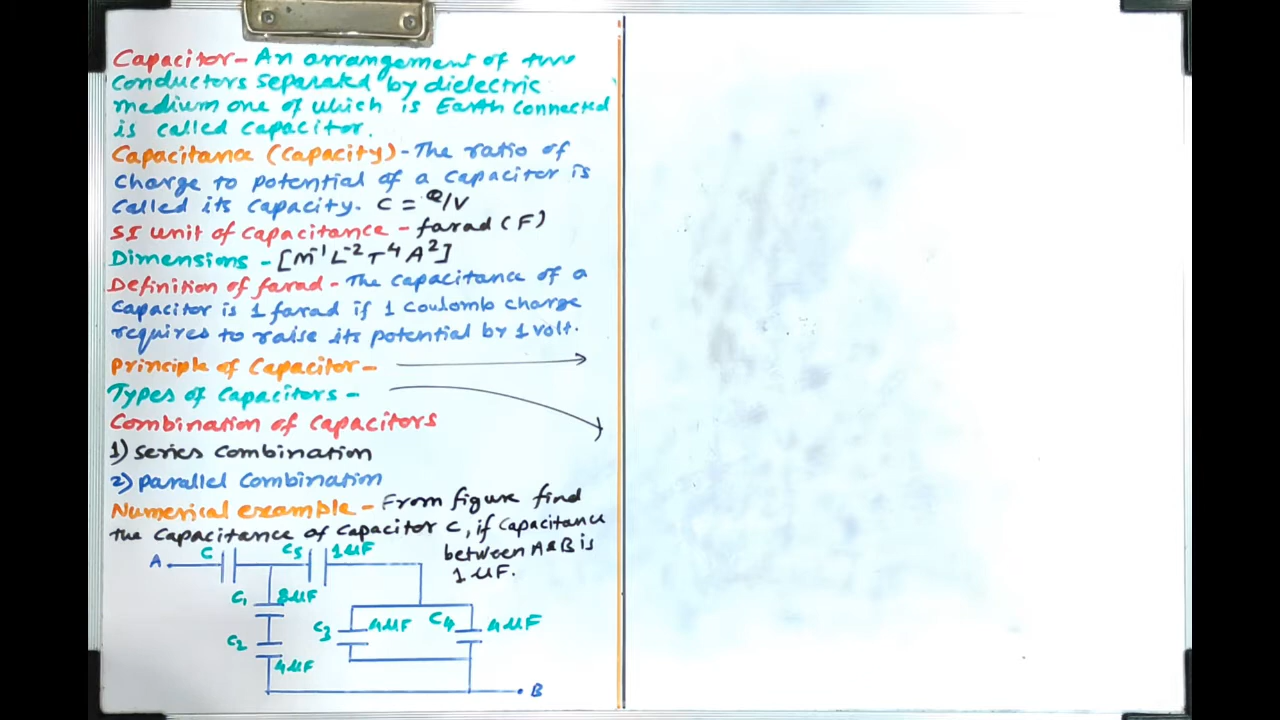 Capacitor - An arrangement of two
conductors separated by dielectric
medium one of which is Earth connected
is called capacitor.
Capacitance (capacity) - The ratio of
charge to potential of a capacitor is
called its capacity. C = Q/V
SI unit of capacitance - farad (F)
Dimensions - [M⁻¹ L⁻² T⁴ A²]
Definition of farad - The capacitance of a
capacitor is 1 farad if 1 coulomb charge
requires to raise its potential by 1 volt.
Principle of capacitor -
Types of capacitors -
Combination of capacitors
1) series combination
2) parallel combination
Numerical example - From figure find
the capacitance of capacitor C, if capacitance
between A & B is
1 μF.
C C5 1μF
A
C1 8μF
C3 4μF C4 4μF
C2
4μF
B